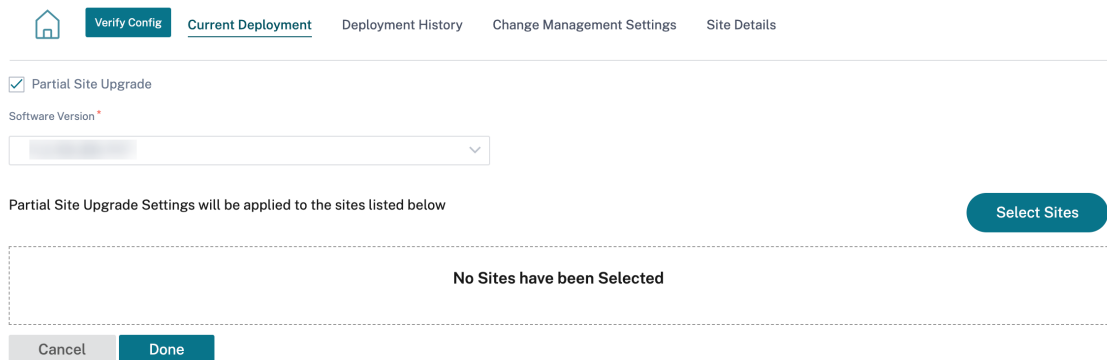 Verify Config Current Deployment Deployment History Change Management Settings Site Details
Partial Site Upgrade
Software Version *
Partial Site Upgrade Settings will be applied to the sites listed below
Select Sites
No Sites have been Selected
Cancel Done